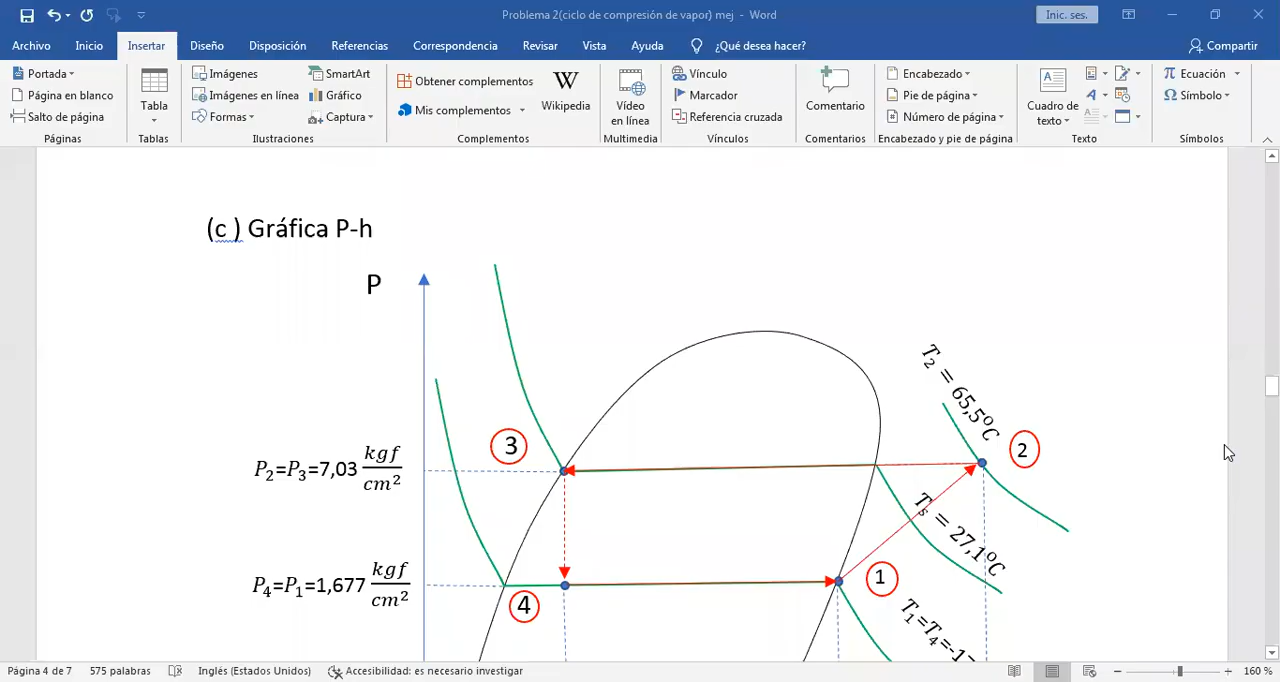 Problema 2(ciclo de compresión de vapor) mej - Word
Inic. ses.
Archivo Inicio Insertar Diseño Disposición Referencias Correspondencia Revisar Vista Ayuda ¿Qué desea hacer? Compartir
Portada
Página en blanco
Salto de página
Páginas
Tabla
Tablas
Imágenes
Imágenes en línea
Formas
SmartArt
Gráfico
Captura
Ilustraciones
Obtener complementos
Mis complementos
W
Wikipedia
Complementos
Vídeo
en línea
Multimedia
Vínculo
Marcador
Referencia cruzada
Vínculos
Comentario
Comentarios
Encabezado
Pie de página
Número de página
Encabezado y pie de página
Cuadro de
texto
Texto
Ecuación
Símbolo
Símbolos
(c ) Gráfica P-h
P
T₂ = 65,5°C
3
2
P₂=P₃=7,03 kgf/cm²
Tₛ = 27,1°C
P₄=P₁=1,677 kgf/cm²
1
4
T₁=T₄=-1
Página 4 de 7 575 palabras Inglés (Estados Unidos) Accesibilidad: es necesario investigar 160 %